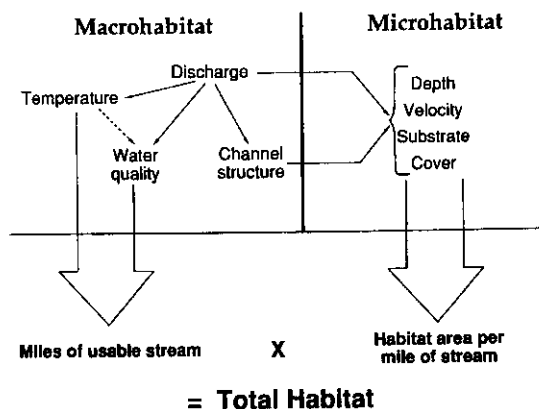 Macrohabitat
Microhabitat
Discharge
Temperature
Water
quality
Channel
structure
Depth
Velocity
Substrate
Cover
Miles of usable stream
X
Habitat area per
mile of stream
= Total Habitat